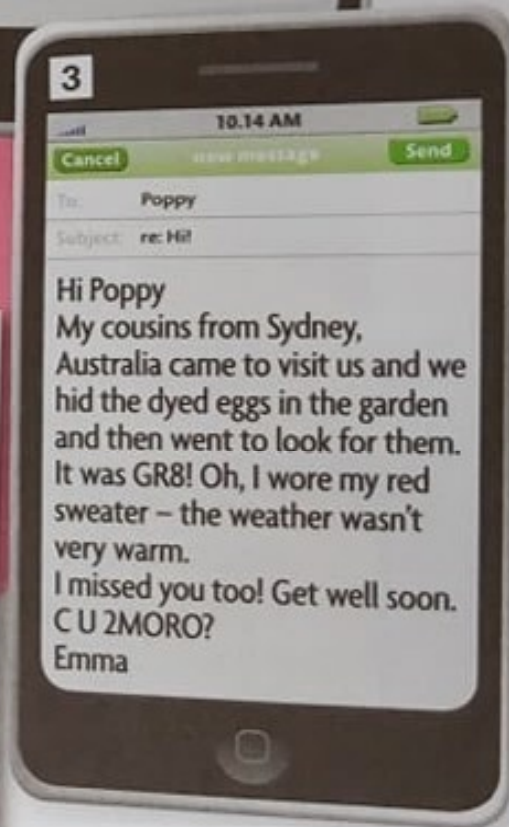 3
10.14 AM
Cancel
new message
Send
To: Poppy
Subject: re: Hi!
Hi Poppy
My cousins from Sydney,
Australia came to visit us and we
hid the dyed eggs in the garden
and then went to look for them.
It was GR8! Oh, I wore my red
sweater – the weather wasn't
very warm.
I missed you too! Get well soon.
C U 2MORO?
Emma